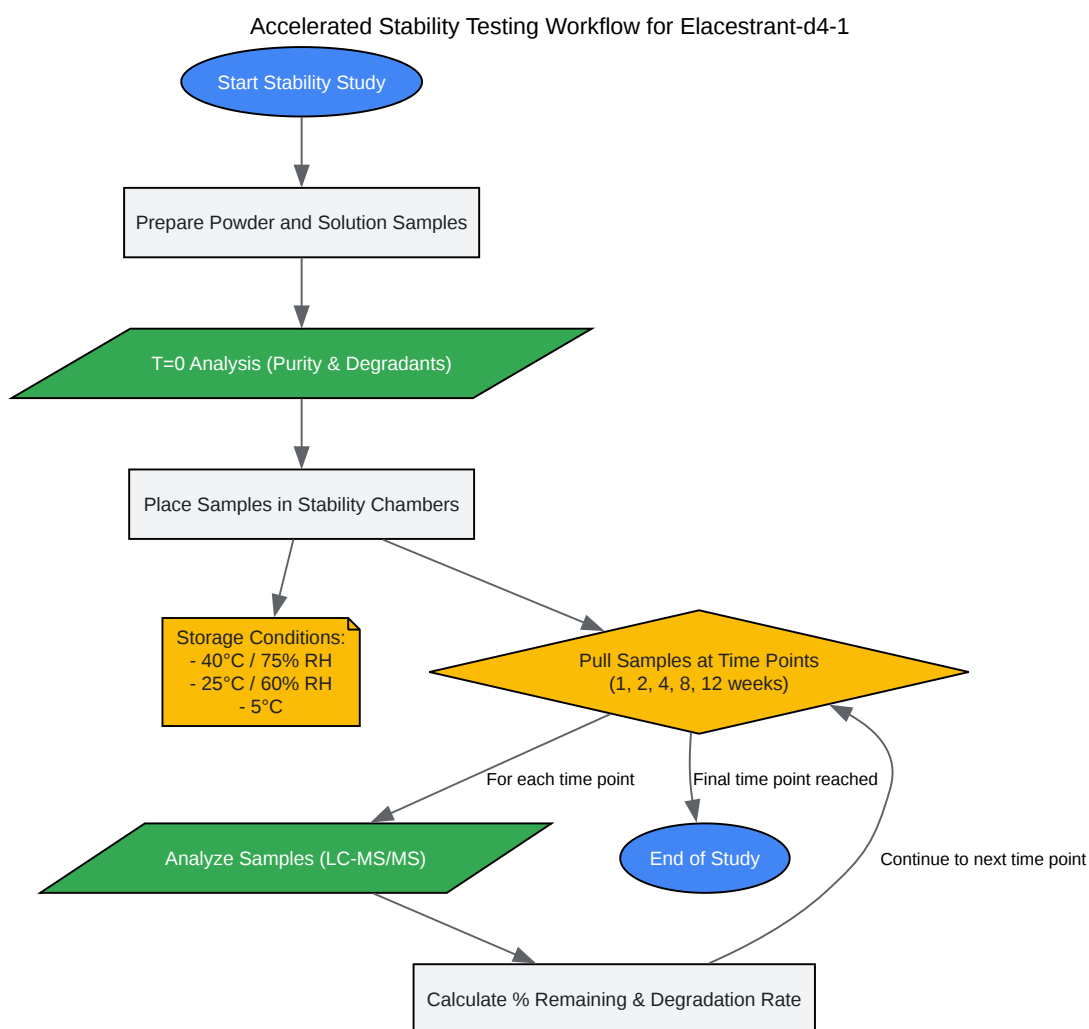 Accelerated Stability Testing Workflow for Elacestrant-d4-1
Start Stability Study
Prepare Powder and Solution Samples
T=0 Analysis (Purity & Degradants)
Place Samples in Stability Chambers
Storage Conditions:
- 40°C / 75% RH
- 25°C / 60% RH
- 5°C
Pull Samples at Time Points
(1, 2, 4, 8, 12 weeks)
For each time point
Final time point reached
Analyze Samples (LC-MS/MS)
End of Study
Continue to next time point
Calculate % Remaining & Degradation Rate